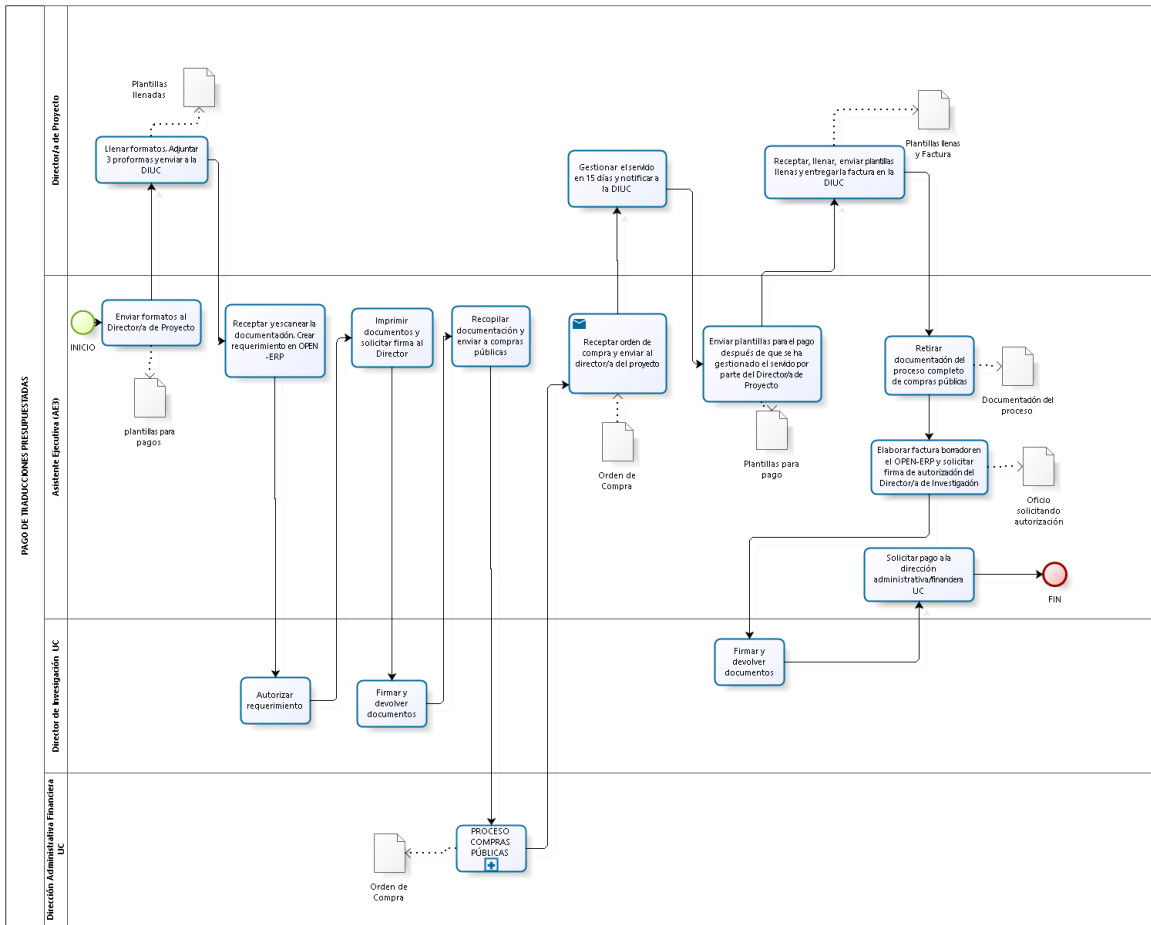 PAGO DE TRADUCCIONES PRESUPUESTADAS
Director/a de Proyecto
Plantillas
llenadas
Llenar formatos. Adjuntar
3 proformas y enviar a la
DIUC
Gestionar el servicio
en 15 días y notificar a
la DIUC
Receptar, llenar, enviar plantillas
llenas y entregar la factura en la
DIUC
Plantillas llenas
y Factura
Asistente Ejecutiva (AE3)
INICIO
Enviar formatos al
Director/a de Proyecto
plantillas para
pagos
Receptar y escanear la
documentación. Crear
requerimiento en OPEN
-ERP
Imprimir
documentos y
solicitar firma al
Director
Recopilar
documentación y
enviar a compras
públicas
Receptar orden de
compra y enviar al
director/a del proyecto
Orden de
Compra
Enviar plantillas para el pago
después de que se ha
gestionado el servicio por
parte del Director/a de
Proyecto
Plantillas para
pago
Retirar
documentación del
proceso completo
de compras públicas
Documentación del
proceso
Elaborar factura borrador en
el OPEN-ERP y solicitar
firma de autorización del
Director/a de Investigación
Oficio
solicitando
autorización
Solicitar pago a la
dirección
administrativa/financera
UC
FIN
Director de Investigación UC
Autorizar
requerimiento
Firmar y
devolver
documentos
Firmar y
devolver
documentos
Dirección Administrativa Financiera
UC
PROCESO
COMPRAS
PÚBLICAS
Orden de
Compra